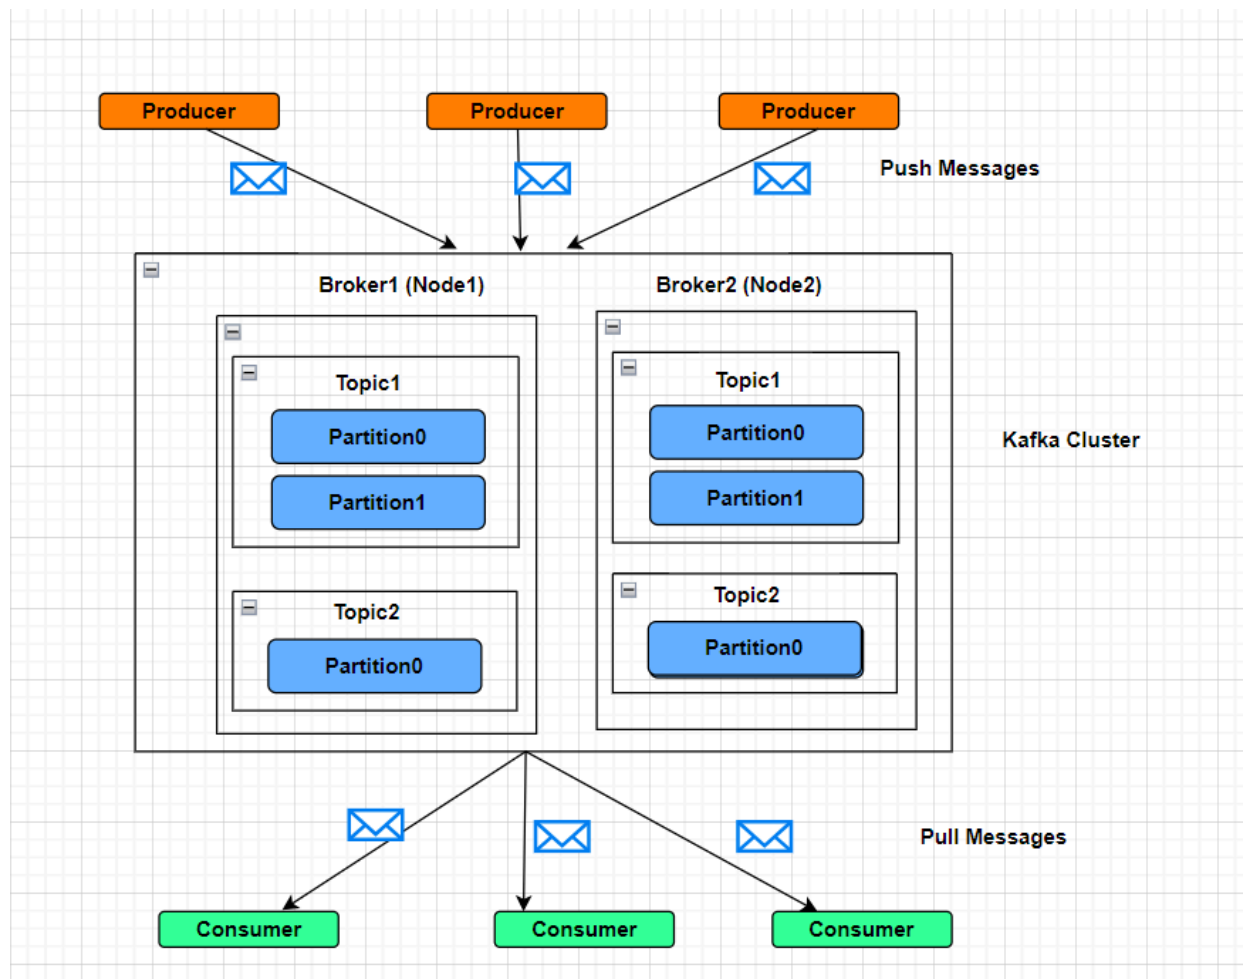 Producer
Producer
Producer
Push Messages
Broker1 (Node1)
Broker2 (Node2)
Topic1
Partition0
Partition1
Topic1
Partition0
Partition1
Kafka Cluster
Topic2
Partition0
Topic2
Partition0
Pull Messages
Consumer
Consumer
Consumer